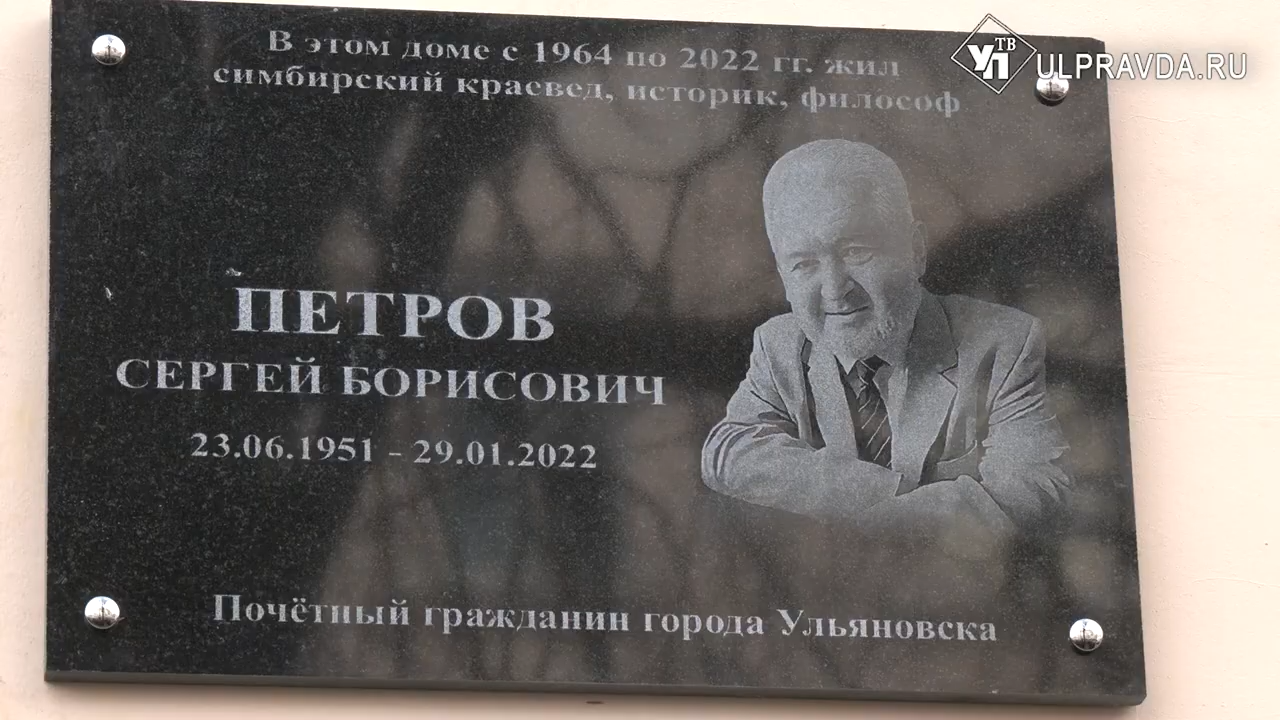 В этом доме с 1964 по 2022 гг. жил
симбирский краевед, историк, философ
ПЕТРОВ
СЕРГЕЙ БОРИСОВИЧ
23.06.1951 - 29.01.2022
Почётный гражданин города Ульяновска
УП ТВ ULPRAVDA.RU